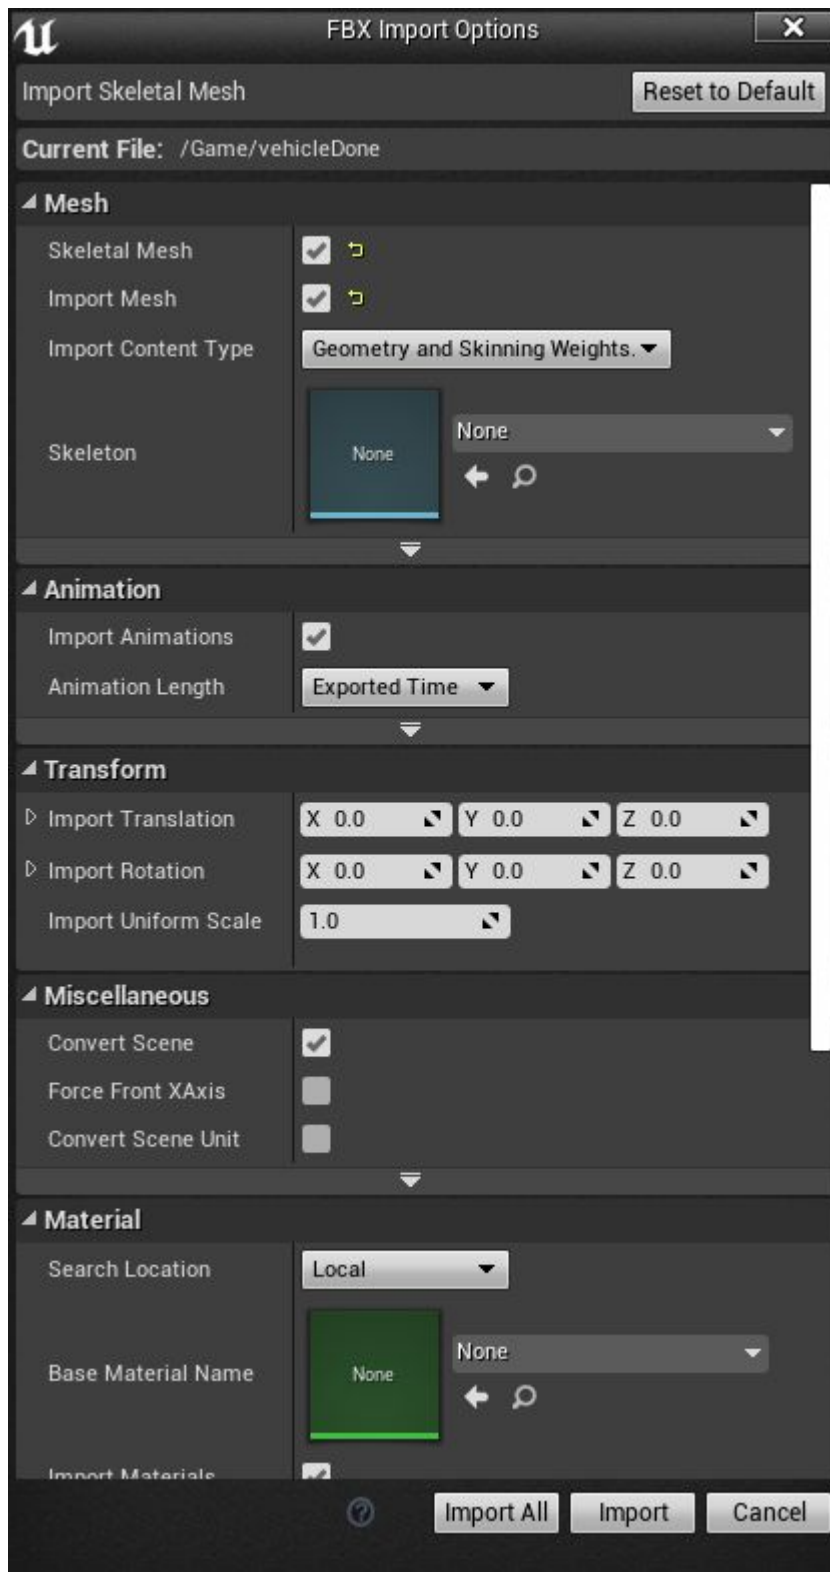 FBX Import Options
Import Skeletal Mesh Reset to Default
Current File: /Game/vehicleDone
Mesh
Skeletal Mesh
Import Mesh
Import Content Type Geometry and Skinning Weights.
Skeleton None None
Animation
Import Animations
Animation Length Exported Time
Transform
Import Translation X 0.0 Y 0.0 Z 0.0
Import Rotation X 0.0 Y 0.0 Z 0.0
Import Uniform Scale 1.0
Miscellaneous
Convert Scene
Force Front XAxis
Convert Scene Unit
Material
Search Location Local
Base Material Name None None
Import Materials
Import All Import Cancel